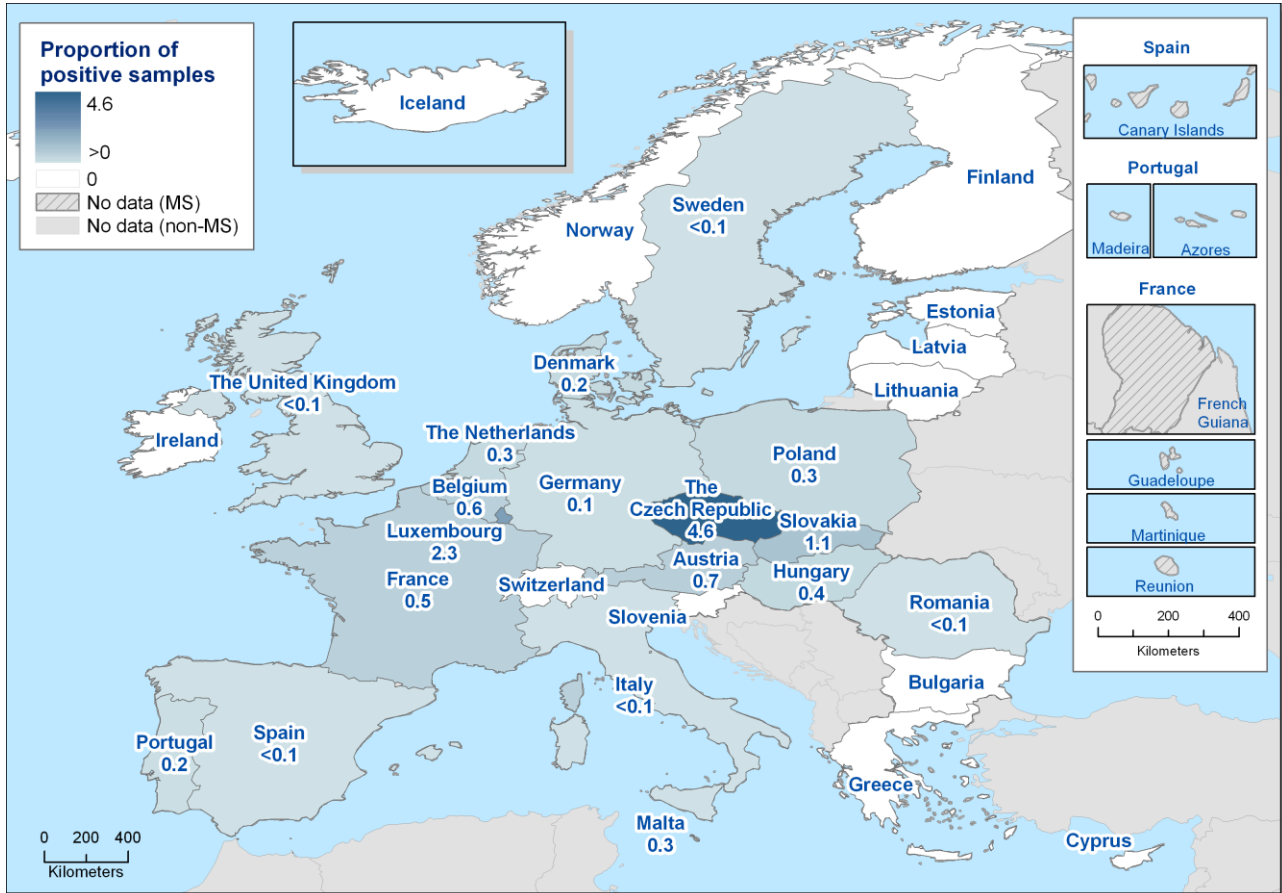 Proportion of
positive samples
4.6
>0
0
No data (MS)
No data (non-MS)
Iceland
Norway
Sweden
<0.1
Finland
Estonia
Latvia
Lithuania
Denmark
0.2
The United Kingdom
<0.1
Ireland
The Netherlands
0.3
Belgium
0.6
Luxembourg
2.3
Germany
0.1
Poland
0.3
The
Czech Republic
4.6
Slovakia
1.1
Austria
0.7
Hungary
0.4
France
0.5
Switzerland
Slovenia
Romania
<0.1
Bulgaria
Italy
<0.1
Portugal
0.2
Spain
<0.1
Greece
Malta
0.3
Cyprus
0 200 400
Kilometers
Spain
Canary Islands
Portugal
Madeira
Azores
France
French
Guiana
Guadeloupe
Martinique
Reunion
0 200 400
Kilometers